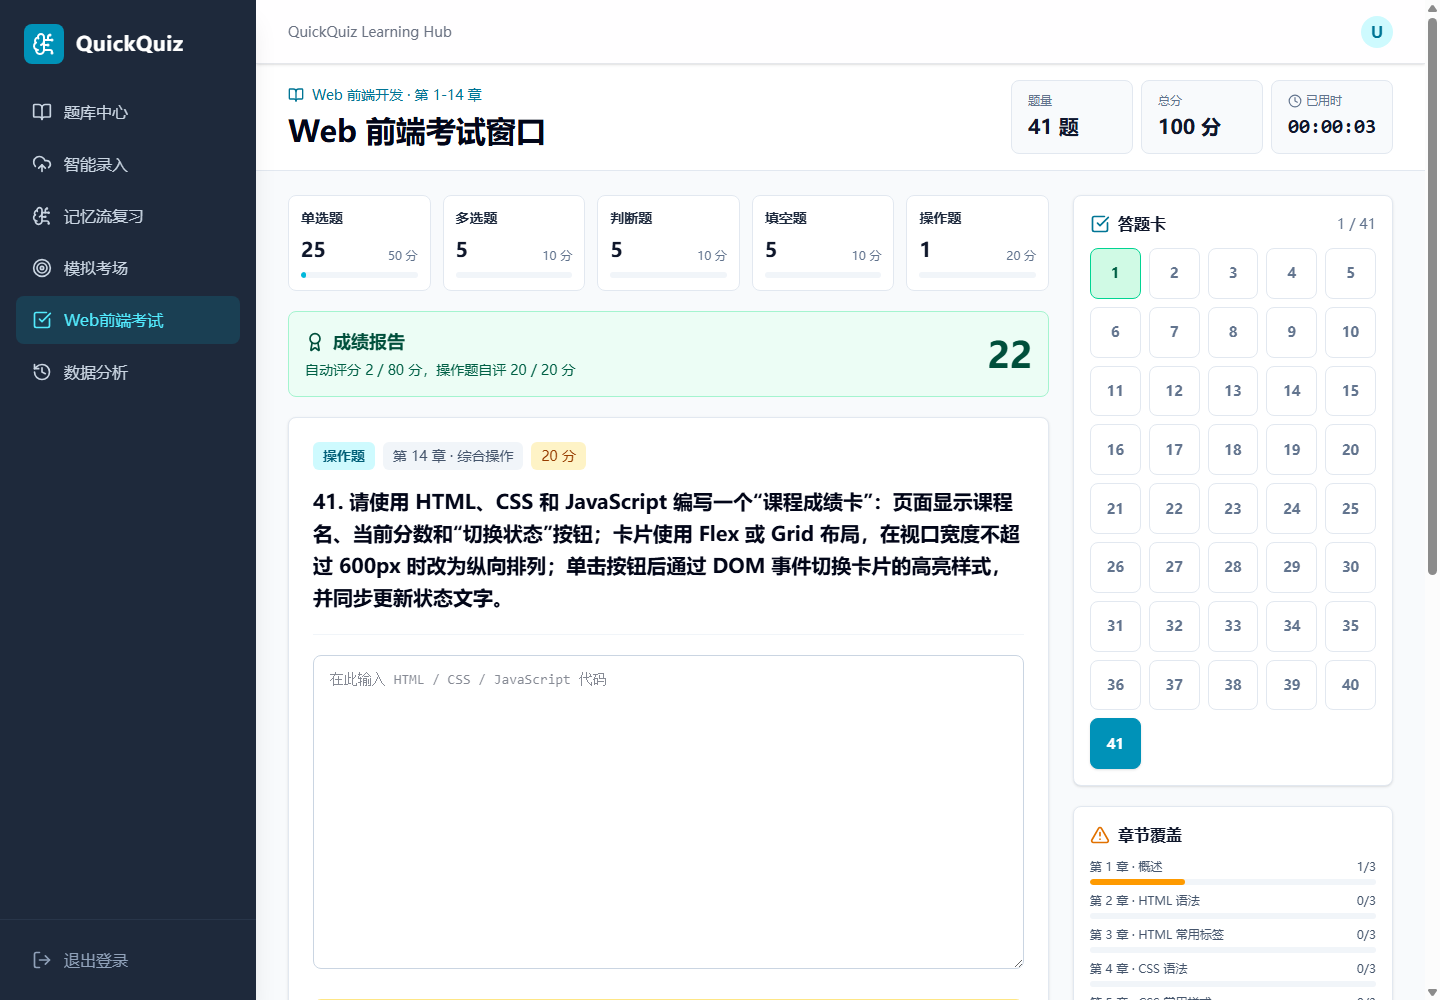 QuickQuiz
题库中心
智能录入
记忆流复习
模拟考场
Web前端考试
数据分析
退出登录
QuickQuiz Learning Hub
U
Web 前端开发 · 第 1-14 章
Web 前端考试窗口
题量
41 题
总分
100 分
已用时
00:00:03
单选题
25
50 分
多选题
5
10 分
判断题
5
10 分
填空题
5
10 分
操作题
1
20 分
成绩报告
自动评分 2 / 80 分，操作题自评 20 / 20 分
22
操作题
第 14 章 · 综合操作
20 分
41. 请使用 HTML、CSS 和 JavaScript 编写一个“课程成绩卡”：页面显示课程
名、当前分数和“切换状态”按钮；卡片使用 Flex 或 Grid 布局，在视口宽度不超
过 600px 时改为纵向排列；单击按钮后通过 DOM 事件切换卡片的高亮样式，
并同步更新状态文字。
在此输入 HTML / CSS / JavaScript 代码
答题卡
1 / 41
1 2 3 4 5
6 7 8 9 10
11 12 13 14 15
16 17 18 19 20
21 22 23 24 25
26 27 28 29 30
31 32 33 34 35
36 37 38 39 40
41
章节覆盖
第 1 章 · 概述 1/3
第 2 章 · HTML 语法 0/3
第 3 章 · HTML 常用标签 0/3
第 4 章 · CSS 语法 0/3